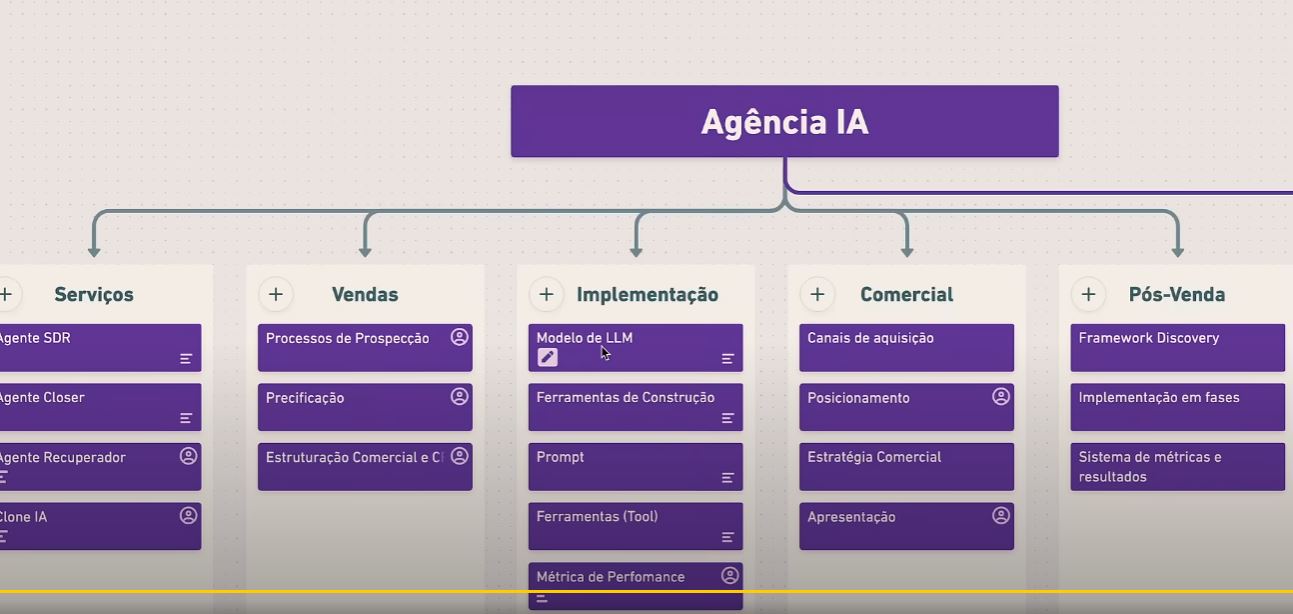 Agência IA
Serviços
Agente SDR
Agente Closer
Agente Recuperador
Clone IA
Vendas
Processos de Prospecção
Precificação
Estruturação Comercial e
Implementação
Modelo de LLM
Ferramentas de Construção
Prompt
Ferramentas (Tool)
Métrica de Perfomance
Comercial
Canais de aquisição
Posicionamento
Estratégia Comercial
Apresentação
Pós-Venda
Framework Discovery
Implementação em fases
Sistema de métricas e
resultados